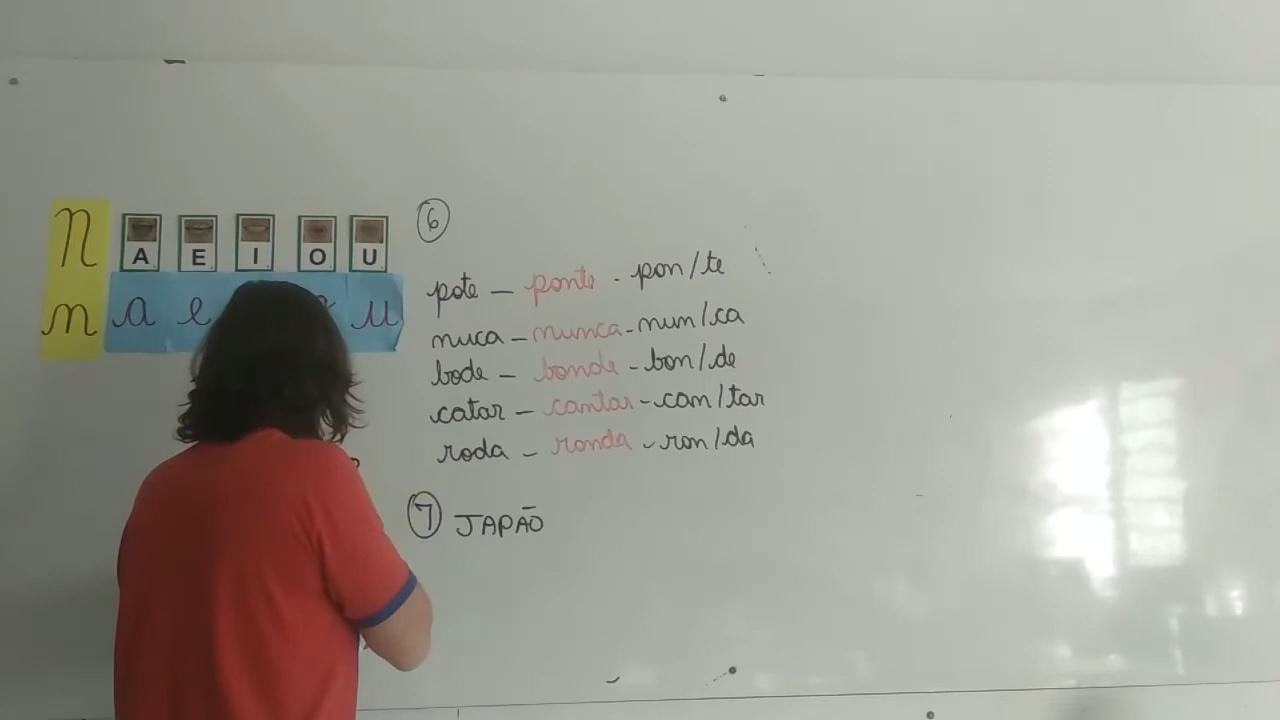 N A E I O U
n a e u
6
pote - ponte - pon/te
nuca - nunca - nun/ca
bode - bonde - bon/de
catar - cantar - can/tar
roda - ronda - ron/da
7 JAPÃO